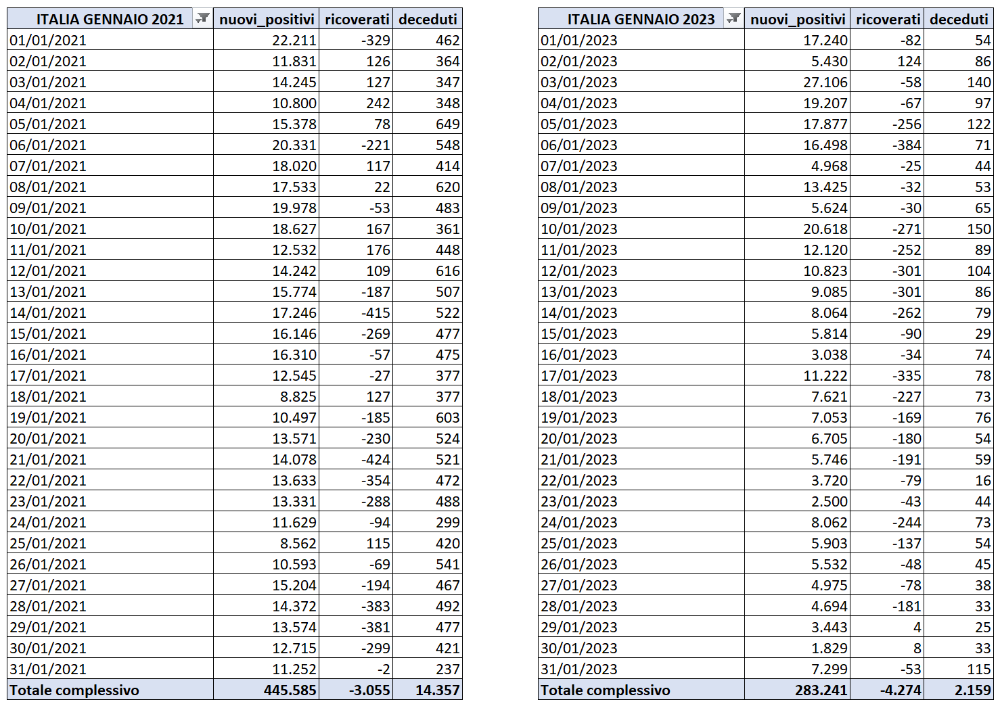 ITALIA GENNAIO 2021 nuovi_positivi ricoverati deceduti
01/01/2021 22.211 -329 462
02/01/2021 11.831 126 364
03/01/2021 14.245 127 347
04/01/2021 10.800 242 348
05/01/2021 15.378 78 649
06/01/2021 20.331 -221 548
07/01/2021 18.020 117 414
08/01/2021 17.533 22 620
09/01/2021 19.978 -53 483
10/01/2021 18.627 167 361
11/01/2021 12.532 176 448
12/01/2021 14.242 109 616
13/01/2021 15.774 -187 507
14/01/2021 17.246 -415 522
15/01/2021 16.146 -269 477
16/01/2021 16.310 -57 475
17/01/2021 12.545 -27 377
18/01/2021 8.825 127 377
19/01/2021 10.497 -185 603
20/01/2021 13.571 -230 524
21/01/2021 14.078 -424 521
22/01/2021 13.633 -354 472
23/01/2021 13.331 -288 488
24/01/2021 11.629 -94 299
25/01/2021 8.562 115 420
26/01/2021 10.593 -69 541
27/01/2021 15.204 -194 467
28/01/2021 14.372 -383 492
29/01/2021 13.574 -381 477
30/01/2021 12.715 -299 421
31/01/2021 11.252 -2 237
Totale complessivo 445.585 -3.055 14.357
ITALIA GENNAIO 2023 nuovi_positivi ricoverati deceduti
01/01/2023 17.240 -82 54
02/01/2023 5.430 124 86
03/01/2023 27.106 -58 140
04/01/2023 19.207 -67 97
05/01/2023 17.877 -256 122
06/01/2023 16.498 -384 71
07/01/2023 4.968 -25 44
08/01/2023 13.425 -32 53
09/01/2023 5.624 -30 65
10/01/2023 20.618 -271 150
11/01/2023 12.120 -252 89
12/01/2023 10.823 -301 104
13/01/2023 9.085 -301 86
14/01/2023 8.064 -262 79
15/01/2023 5.814 -90 29
16/01/2023 3.038 -34 74
17/01/2023 11.222 -335 78
18/01/2023 7.621 -227 73
19/01/2023 7.053 -169 76
20/01/2023 6.705 -180 54
21/01/2023 5.746 -191 59
22/01/2023 3.720 -79 16
23/01/2023 2.500 -43 44
24/01/2023 8.062 -244 73
25/01/2023 5.903 -137 54
26/01/2023 5.532 -48 45
27/01/2023 4.975 -78 38
28/01/2023 4.694 -181 33
29/01/2023 3.443 4 25
30/01/2023 1.829 8 33
31/01/2023 7.299 -53 115
Totale complessivo 283.241 -4.274 2.159